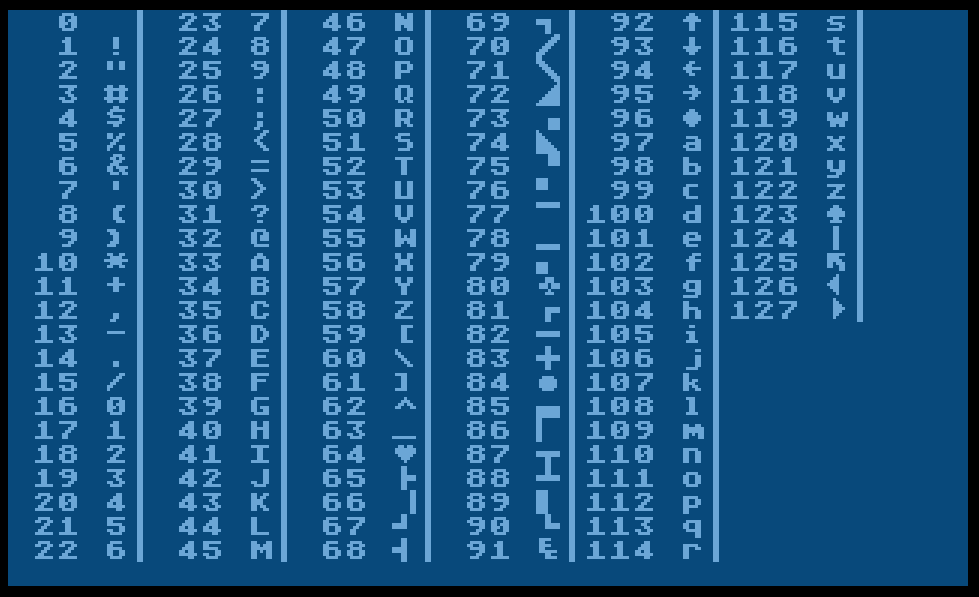 0 23 7 46 N 69 92 ↑ 115 s
1 ! 24 8 47 O 70 93 ↓ 116 t
2 " 25 9 48 P 71 94 ← 117 u
3 # 26 : 49 Q 72 ◢ 95 → 118 v
4 $ 27 ; 50 R 73 ▗ 96 ♦ 119 w
5 % 28 < 51 S 74 ◣ 97 a 120 x
6 & 29 = 52 T 75 ▝ 98 b 121 y
7 ' 30 > 53 U 76 ▘ 99 c 122 z
8 ( 31 ? 54 V 77 100 d 123 ♠
9 ) 32 @ 55 W 78 101 e 124 |
10 * 33 A 56 X 79 ▖ 102 f 125 ↖
11 + 34 B 57 Y 80 ♣ 103 g 126 ◀
12 , 35 C 58 Z 81 ┌ 104 h 127 ▶
13 - 36 D 59 [ 82 ─ 105 i
14 . 37 E 60 \ 83 ┼ 106 j
15 / 38 F 61 ] 84 ● 107 k
16 0 39 G 62 ^ 85 ▄ 108 l
17 1 40 H 63 _ 86 ▎ 109 m
18 2 41 I 64 ♥ 87 ┬ 110 n
19 3 42 J 65 ├ 88 ┴ 111 o
20 4 43 K 66 ▕ 89 ▌ 112 p
21 5 44 L 67 ┘ 90 └ 113 q
22 6 45 M 68 ┤ 91 ␛ 114 r